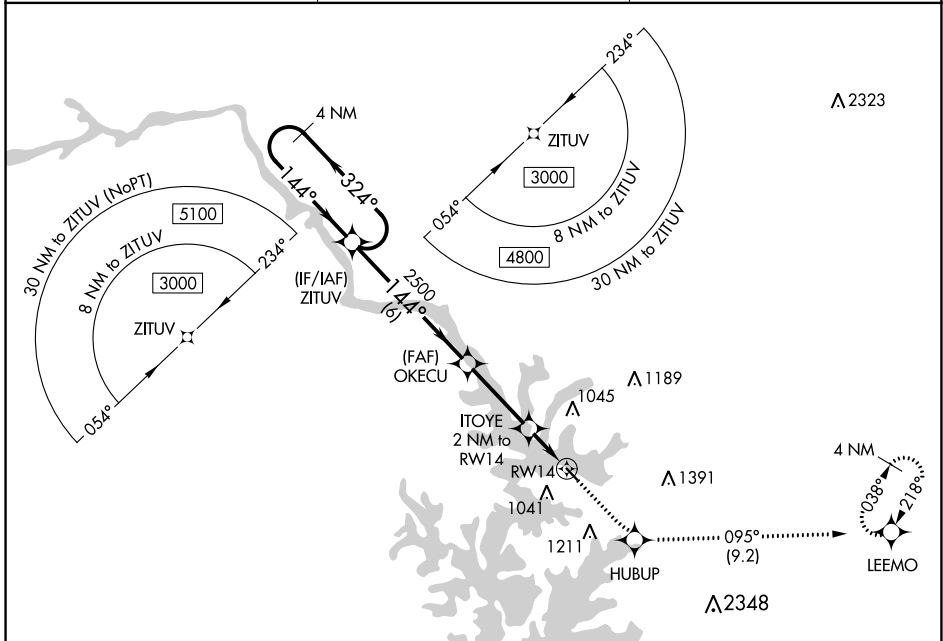 234°
2323
4 NM
ZITUV
3000
144°
324°
30 NM to ZITUV (NoPT)
5100
8 NM to ZITUV
054°
8 NM to ZITUV
234°
4800
30 NM to ZITUV
3000
(IF/IAF)
ZITUV
2500
144°
(6)
ZITUV
(FAF)
OKECU
1189
1045
054°
ITOYE
2 NM to
RW14
RW14
4 NM
1391
038°
218°
1041
1211
095°
(9.2)
HUBUP
LEEMO
2348